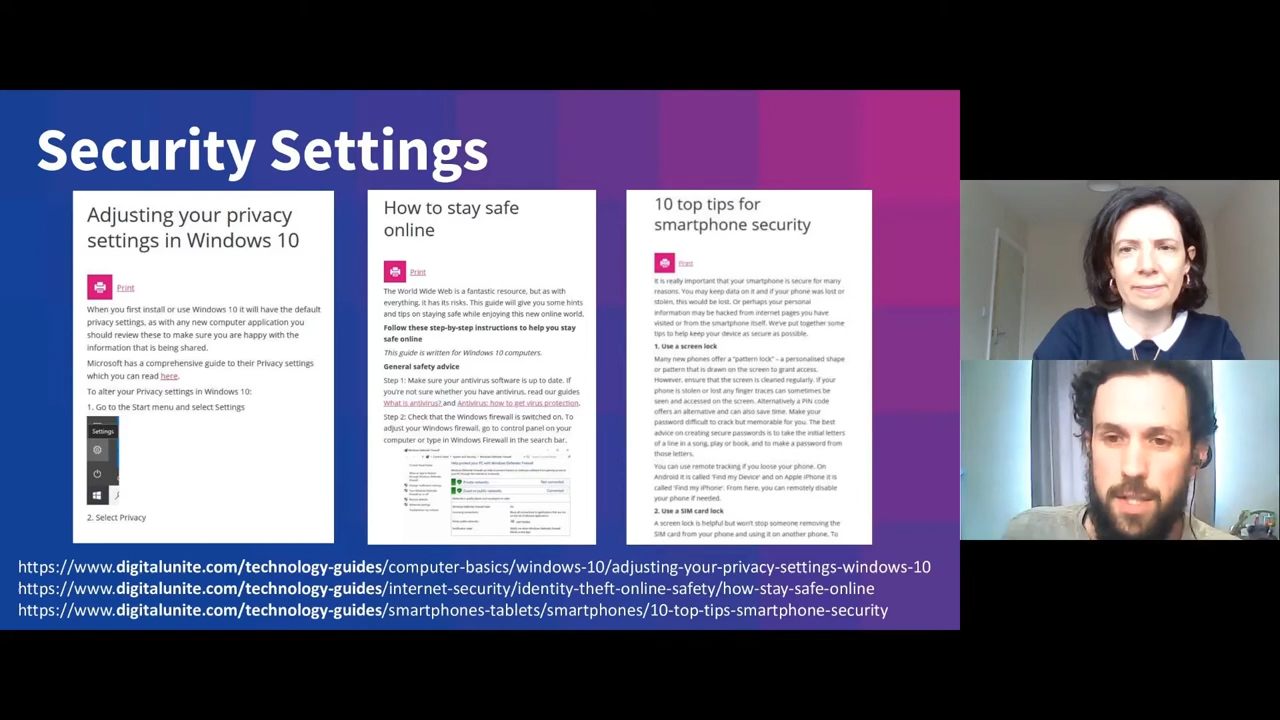 Security Settings
Adjusting your privacy
settings in Windows 10
Print
When you first install or use Windows 10 it will have the default
privacy settings, as with any new computer application you
should review these to make sure you are happy with the
information that is being shared.
Microsoft has a comprehensive guide to their Privacy settings
which you can read here.
To alter your Privacy settings in Windows 10:
1. Go to the Start menu and select Settings
Settings
2. Select Privacy
How to stay safe
online
Print
The World Wide Web is a fantastic resource, but as with
everything, it has its risks. This guide will give you some hints
and tips on staying safe while enjoying this new online world.
Follow these step-by-step instructions to help you stay
safe online
This guide is written for Windows 10 computers.
General safety advice
Step 1: Make sure your antivirus software is up to date. If
you're not sure whether you have antivirus, read our guides
What is antivirus? and Antivirus: how to get virus protection.
Step 2: Check that the Windows firewall is switched on. To
adjust your Windows firewall, go to control panel on your
computer or type in Windows Firewall in the search bar.
Help protect your PC with Windows Defender Firewall
Private networks
Not connected
Guest or public networks
Connected
10 top tips for
smartphone security
Print
It is really important that your smartphone is secure for many
reasons. You may keep data on it and if your phone was lost or
stolen, this would be lost. Or perhaps your personal
information may be hacked from internet pages you have
visited or from the smartphone itself. We've put together some
tips to help keep your device as secure as possible.
1. Use a screen lock
Many new phones offer a "pattern lock" – a personalised shape
or pattern that is drawn on the screen to grant access.
However, ensure that the screen is cleaned regularly. If your
phone is stolen or lost any finger traces can sometimes be
seen and accessed on the screen. Alternatively a PIN code
offers an alternative and can also save time. Make your
password difficult to crack but memorable for you. The best
advice on creating secure passwords is to take the initial letters
of a line in a song, play or book, and to make a password from
those letters.
You can use remote tracking if you loose your phone. On
Android it is called 'Find my Device' and on Apple iPhone it is
called 'Find my iPhone'. From here, you can remotely disable
your phone if needed.
2. Use a SIM card lock
A screen lock is helpful but won't stop someone removing the
SIM card from your phone and using it on another phone. To
https://www.digitalunite.com/technology-guides/computer-basics/windows-10/adjusting-your-privacy-settings-windows-10
https://www.digitalunite.com/technology-guides/internet-security/identity-theft-online-safety/how-stay-safe-online
https://www.digitalunite.com/technology-guides/smartphones-tablets/smartphones/10-top-tips-smartphone-security